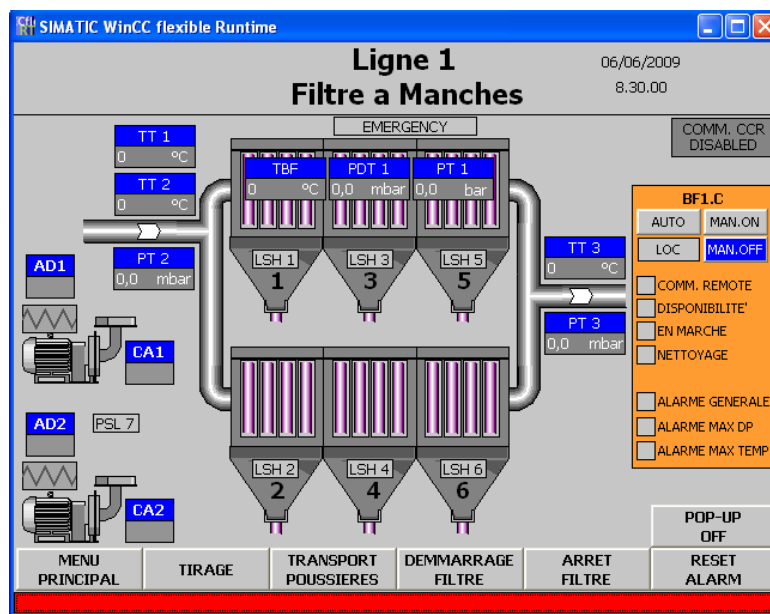 SIMATIC WinCC flexible Runtime
Ligne 1
Filtre a Manches
06/06/2009
8.30.00
COMM. CCR
DISABLED
EMERGENCY
TT 1
0 °C
TT 2
0 °C
PT 2
0,0 mbar
TBF
0 °C
PDT 1
0,0 mbar
PT 1
0,0 bar
LSH 1
1
LSH 3
3
LSH 5
5
TT 3
0 °C
PT 3
0,0 mbar
AD1
CA1
AD2
PSL 7
CA2
LSH 2
2
LSH 4
4
LSH 6
6
BF1.C
AUTO
MAN.ON
LOC
MAN.OFF
COMM. REMOTE
DISPONIBILITE'
EN MARCHE
NETTOYAGE
ALARME GENERALE
ALARME MAX DP
ALARME MAX TEMP
POP-UP
OFF
MENU
PRINCIPAL
TIRAGE
TRANSPORT
POUSSIERES
DEMMARRAGE
FILTRE
ARRET
FILTRE
RESET
ALARM